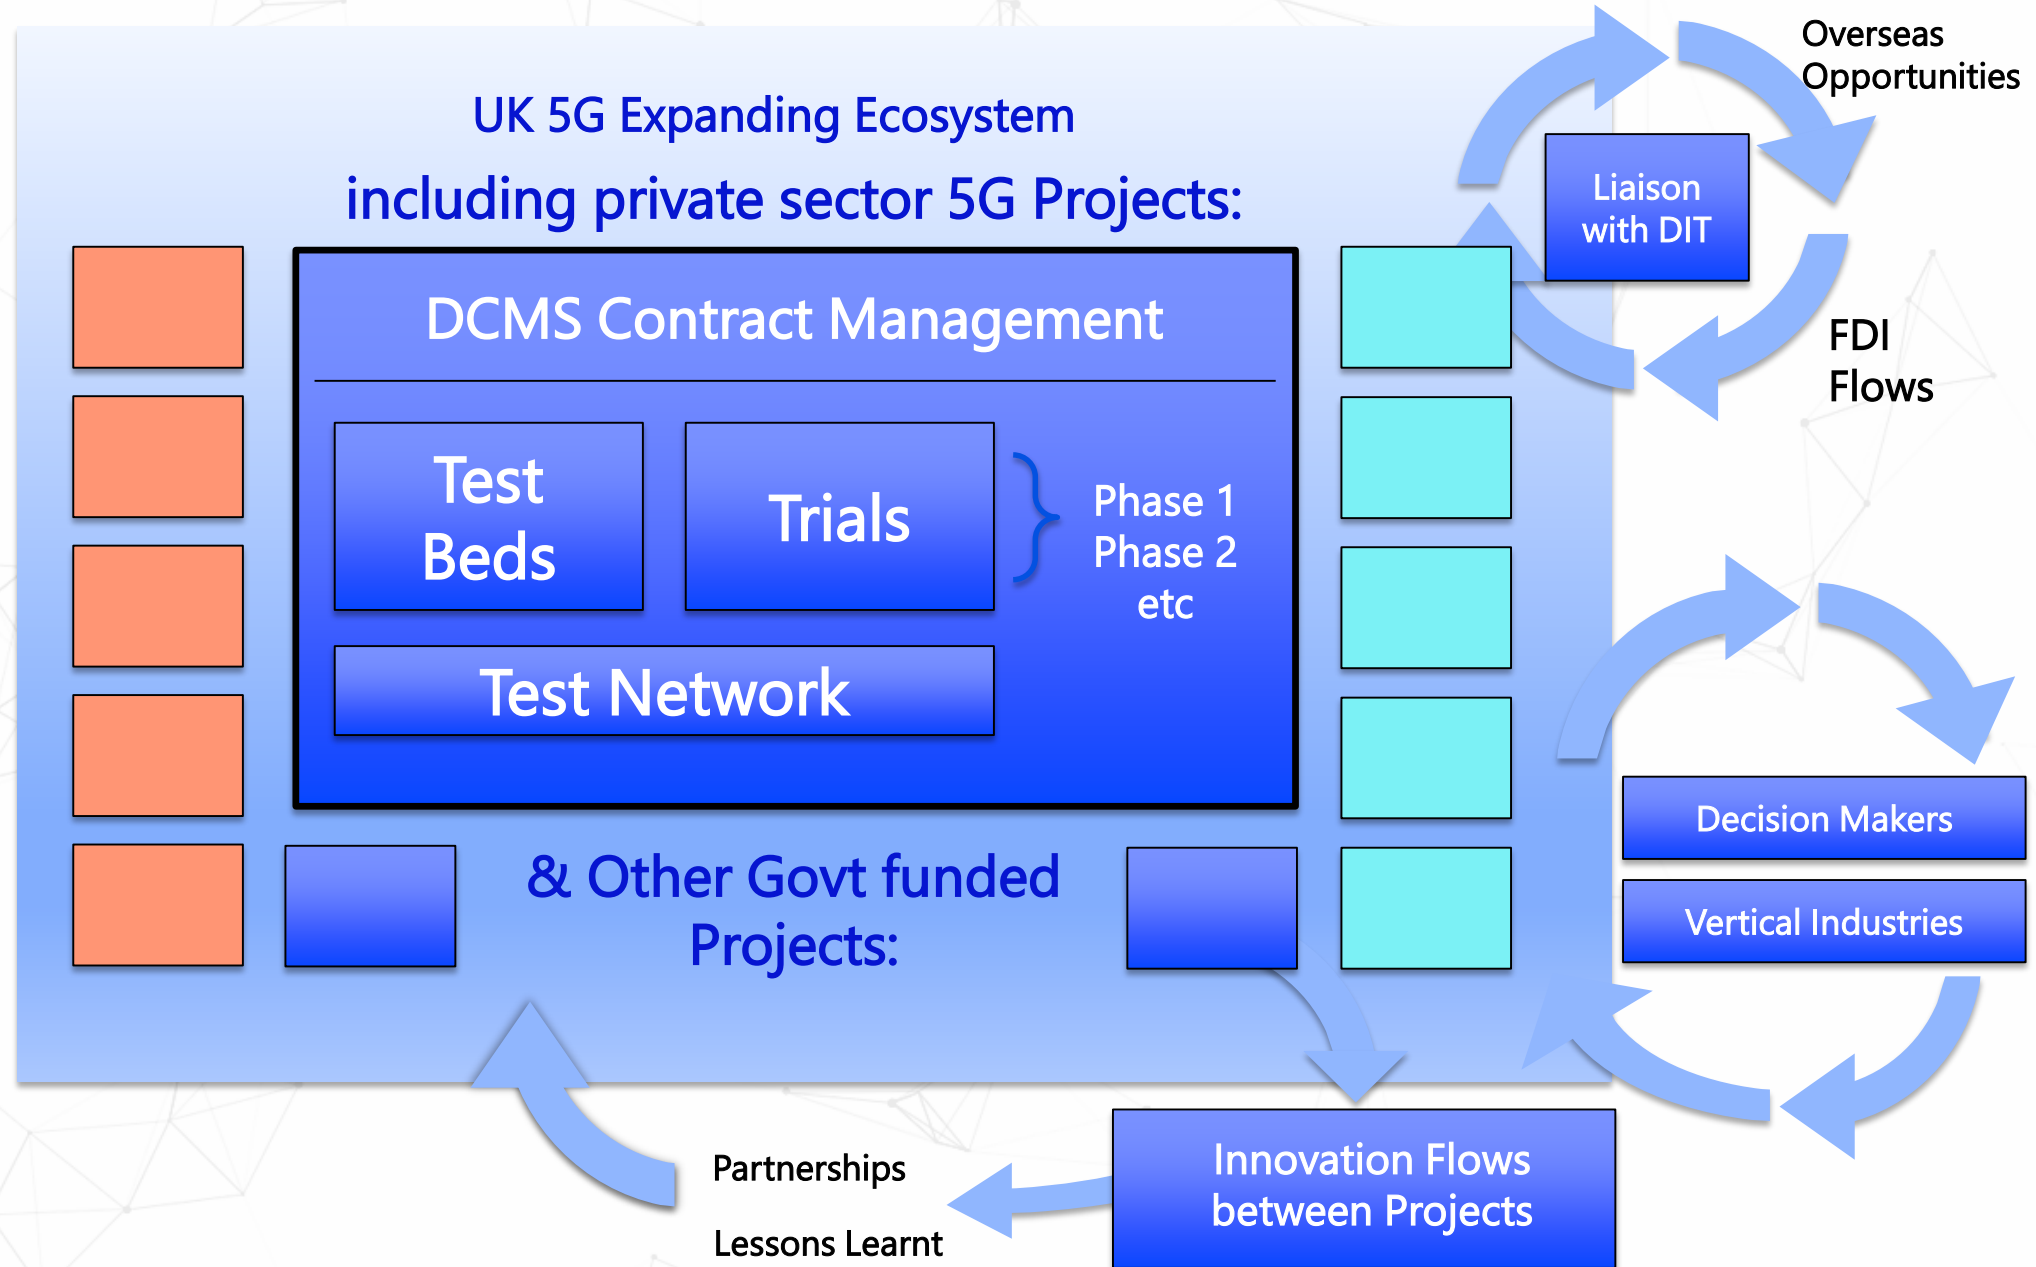 UK 5G Expanding Ecosystem
including private sector 5G Projects:
DCMS Contract Management
Test
Beds
Trials
Phase 1
Phase 2
etc
Test Network
& Other Govt funded
Projects:
Overseas
Opportunities
Liaison
with DIT
FDI
Flows
Decision Makers
Vertical Industries
Innovation Flows
between Projects
Partnerships
Lessons Learnt